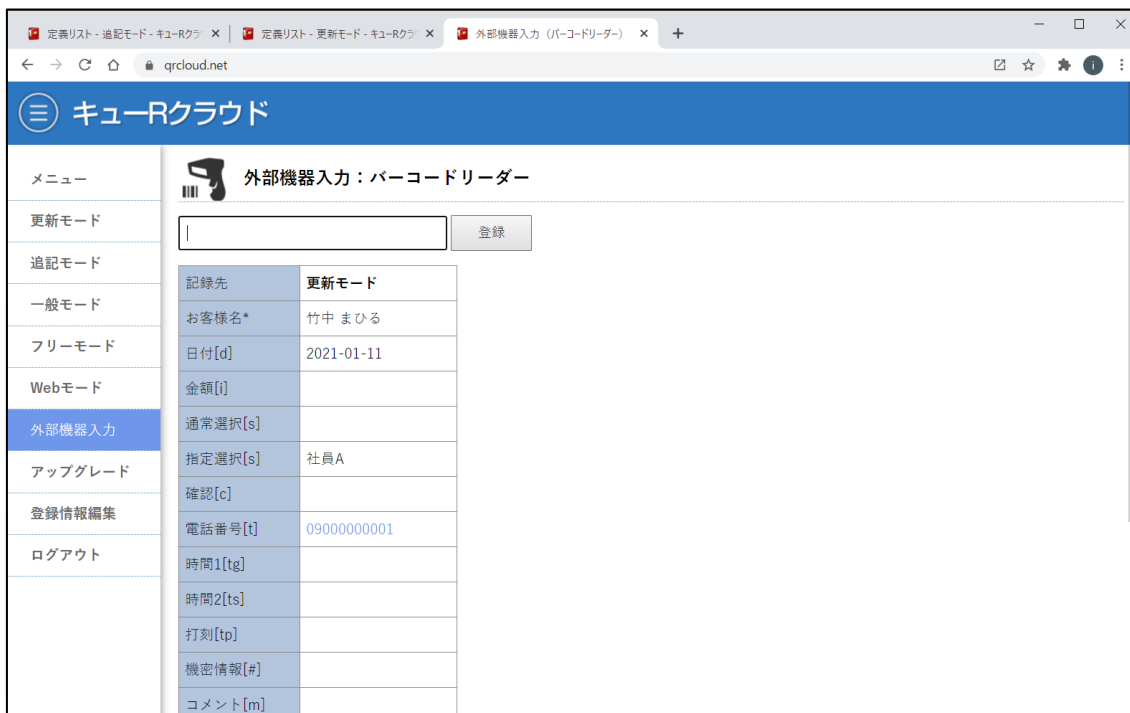 定義リスト - 追記モード - キューRクラ 定義リスト - 更新モード - キューRクラ 外部機器入力（バーコードリーダー）
qrcloud.net i
キューRクラウド
メニュー
更新モード
追記モード
一般モード
フリーモード
Webモード
外部機器入力
アップグレード
登録情報編集
ログアウト
外部機器入力：バーコードリーダー
登録
記録先 更新モード
お客様名* 竹中 まひる
日付[d] 2021-01-11
金額[i]
通常選択[s]
指定選択[s] 社員A
確認[c]
電話番号[t] 09000000001
時間1[tg]
時間2[ts]
打刻[tp]
機密情報[#]
コメント[m]